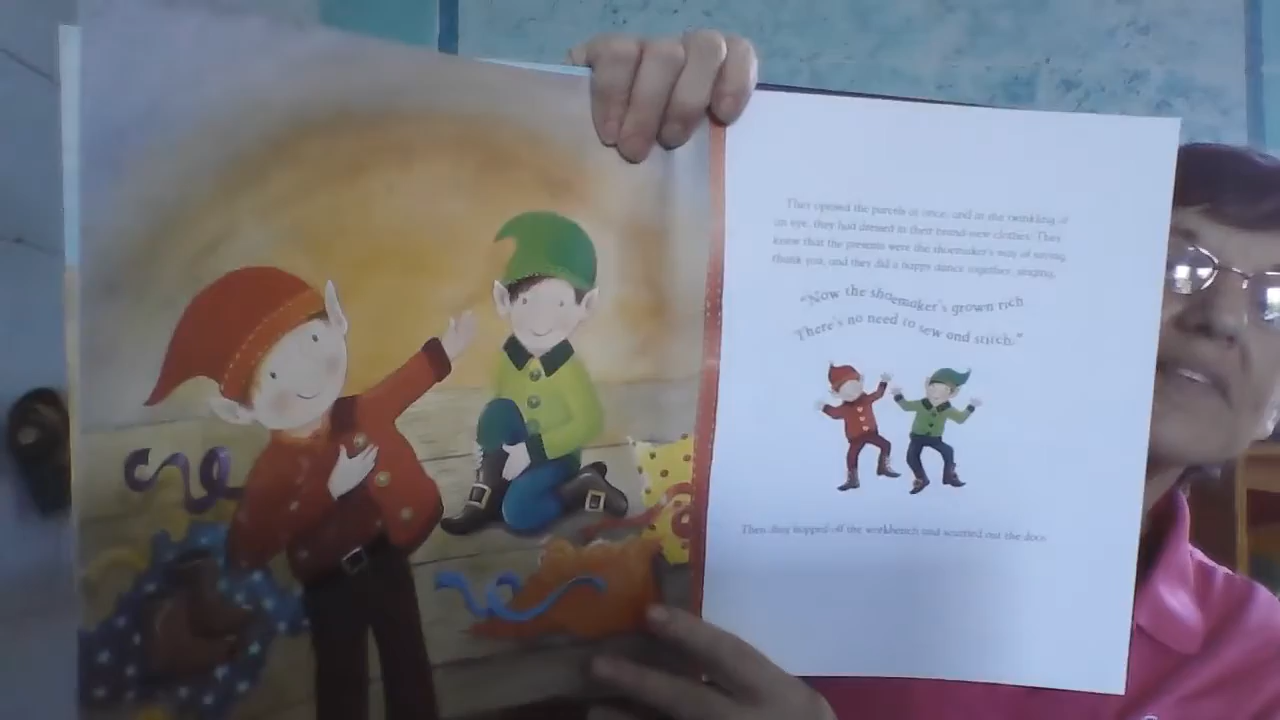 They opened the parcels at once, and in the twinkling of
an eye, they had dressed in their brand-new clothes. They
knew that the presents were the shoemaker's way of saying
thank you, and they did a happy dance together, singing,
"Now the shoemaker's grown rich
There's no need to sew and stitch."
Then they hopped off the workbench and scurried out the door.